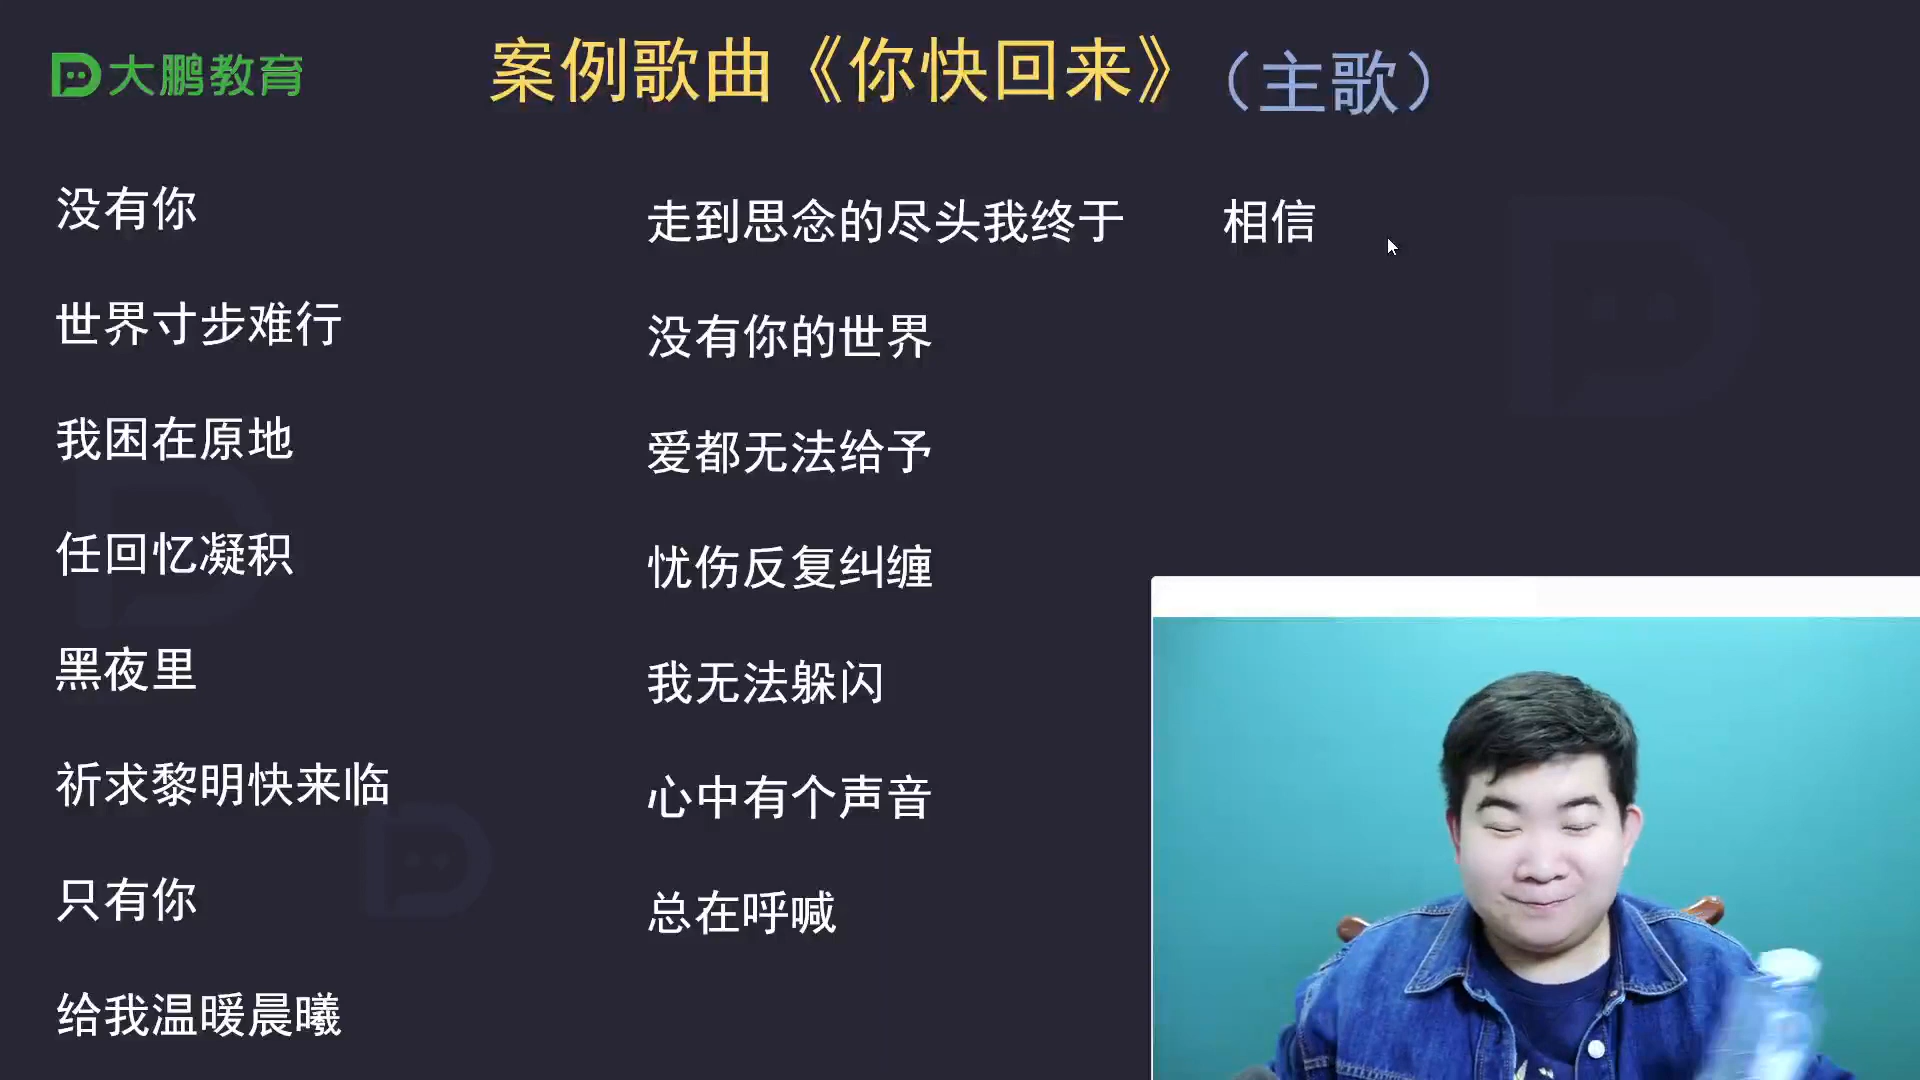 大鹏教育
案例歌曲《你快回来》（主歌）
没有你
世界寸步难行
我困在原地
任回忆凝积
黑夜里
祈求黎明快来临
只有你
给我温暖晨曦
走到思念的尽头我终于 相信
没有你的世界
爱都无法给予
忧伤反复纠缠
我无法躲闪
心中有个声音
总在呼喊